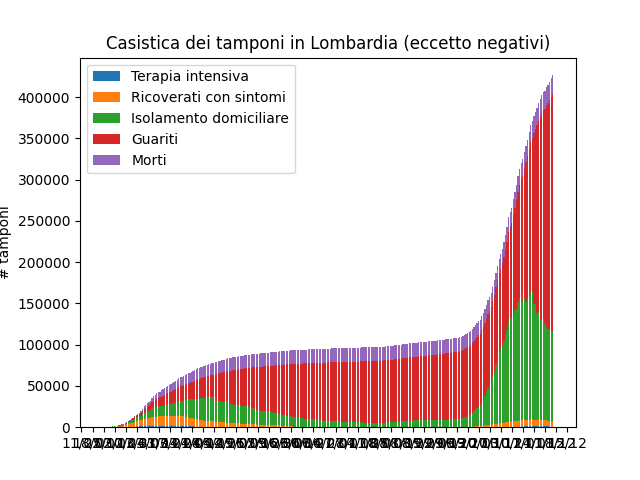 Casistica dei tamponi in Lombardia (eccetto negativi)
Terapia intensiva
Ricoverati con sintomi
Isolamento domiciliare
Guariti
Morti
# tamponi
400000
350000
300000
250000
200000
150000
100000
50000
0